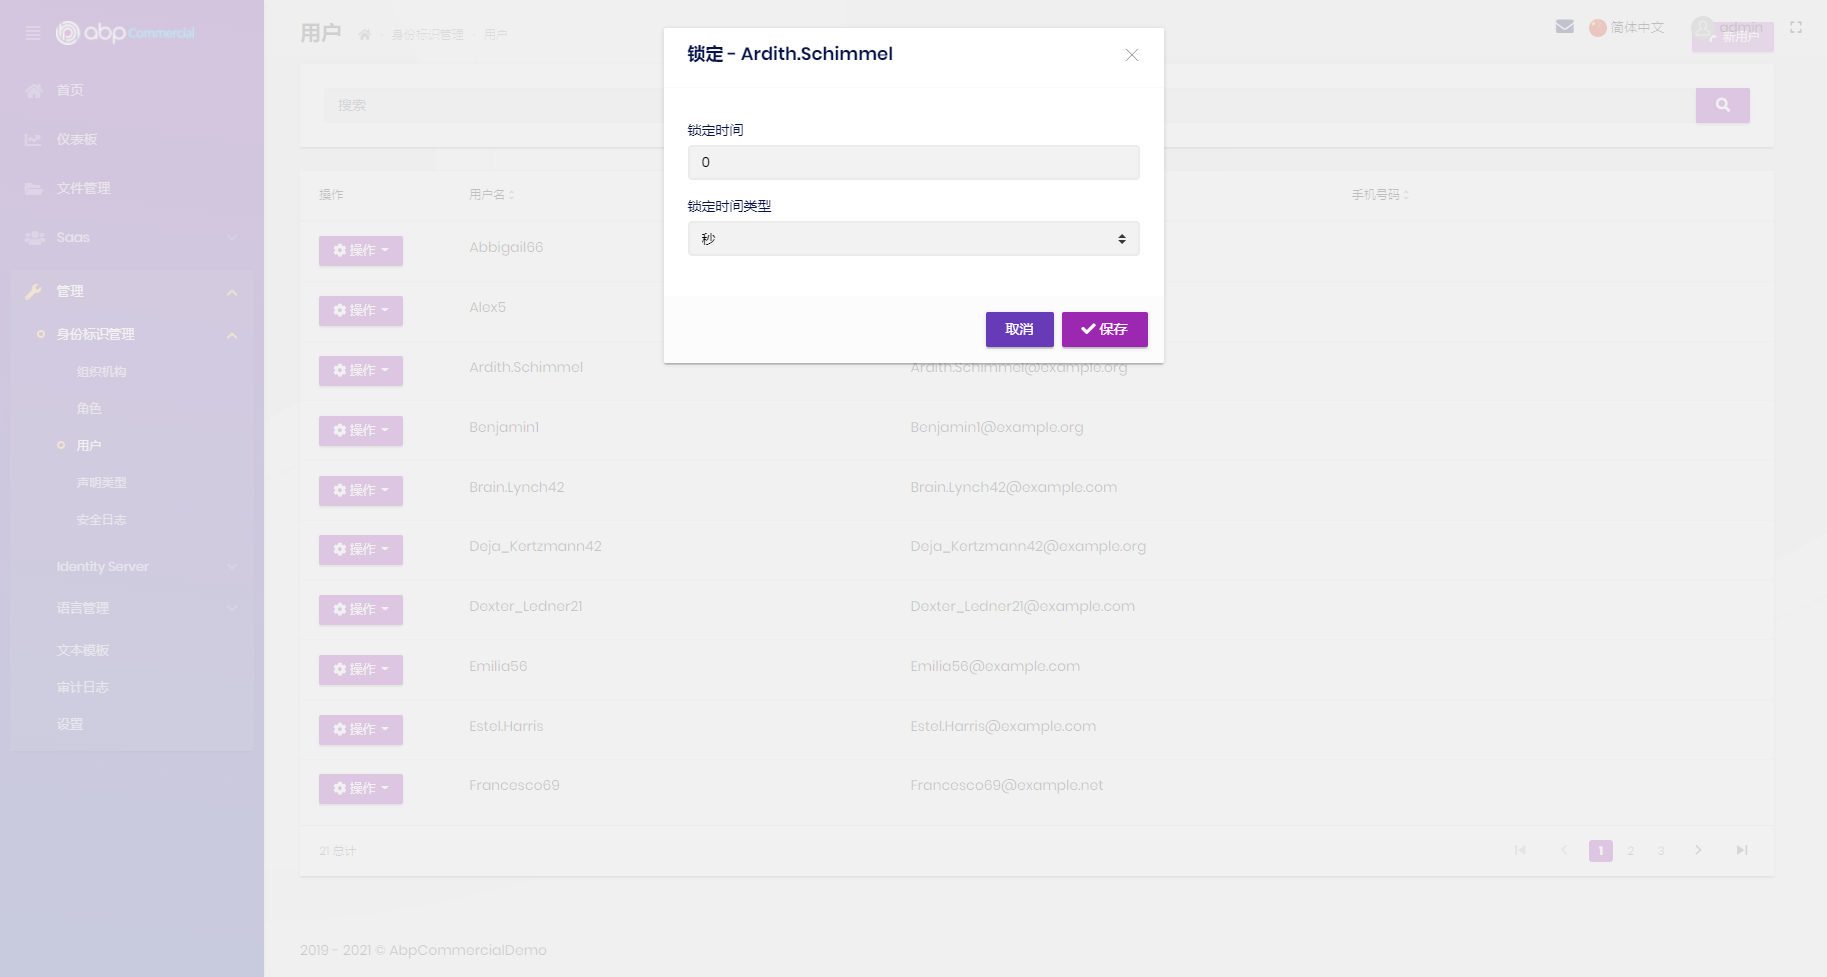 abp Commercial
首页
仪表板
文件管理
Saas
管理
身份标识管理
组织机构
角色
用户
声明类型
安全日志
Identity Server
语言管理
文本模板
审计日志
设置
用户 - 身份标识管理 - 用户
简体中文
admin
新用户
搜索
操作 用户名 手机号码
操作 Abbigail66
操作 Alex5
操作 Ardith.Schimmel Ardith.Schimmel@example.org
操作 Benjamin1 Benjamin1@example.org
操作 Brain.Lynch42 Brain.Lynch42@example.com
操作 Deja_Kertzmann42 Deja_Kertzmann42@example.org
操作 Dexter_Ledner21 Dexter_Ledner21@example.com
操作 Emilia56 Emilia56@example.com
操作 Estel.Harris Estel.Harris@example.com
操作 Francesco69 Francesco69@example.net
21 总计
1 2 3
2019 - 2021 © AbpCommercialDemo
锁定 - Ardith.Schimmel
锁定时间
0
锁定时间类型
秒
取消 保存